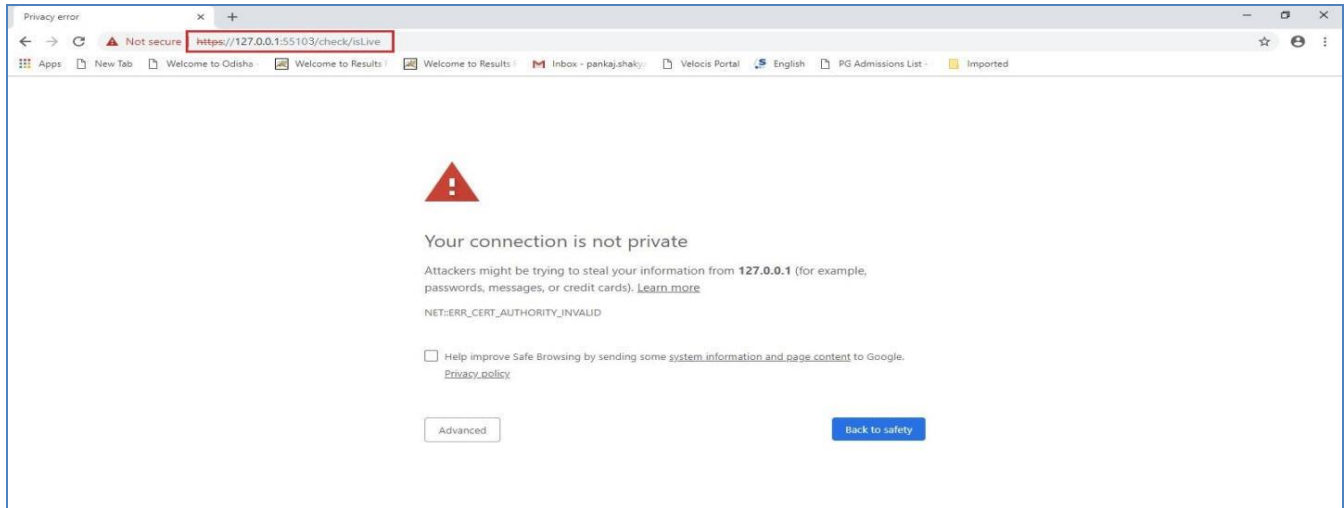 Privacy error
Not secure https://127.0.0.1:55103/check/isLive
Apps New Tab Welcome to Odisha Welcome to Results Welcome to Results Inbox - pankaj.shaky Velocis Portal English PG Admissions List - Imported
Your connection is not private
Attackers might be trying to steal your information from 127.0.0.1 (for example,
passwords, messages, or credit cards). Learn more
NET::ERR_CERT_AUTHORITY_INVALID
Help improve Safe Browsing by sending some system information and page content to Google.
Privacy policy
Advanced Back to safety